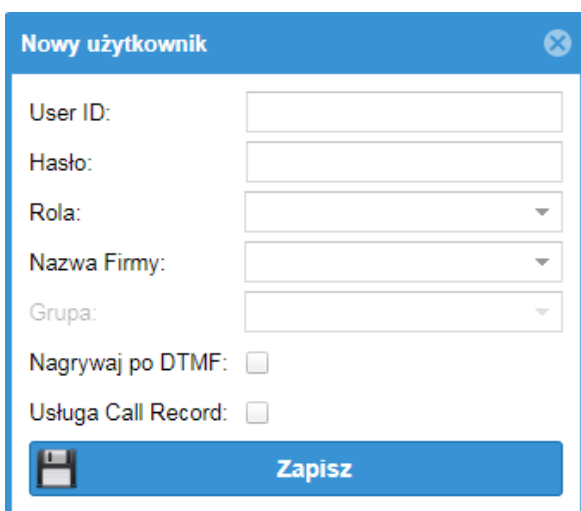 Nowy użytkownik
User ID:
Hasło:
Rola:
Nazwa Firmy:
Grupa:
Nagrywaj po DTMF:
Usługa Call Record:
Zapisz